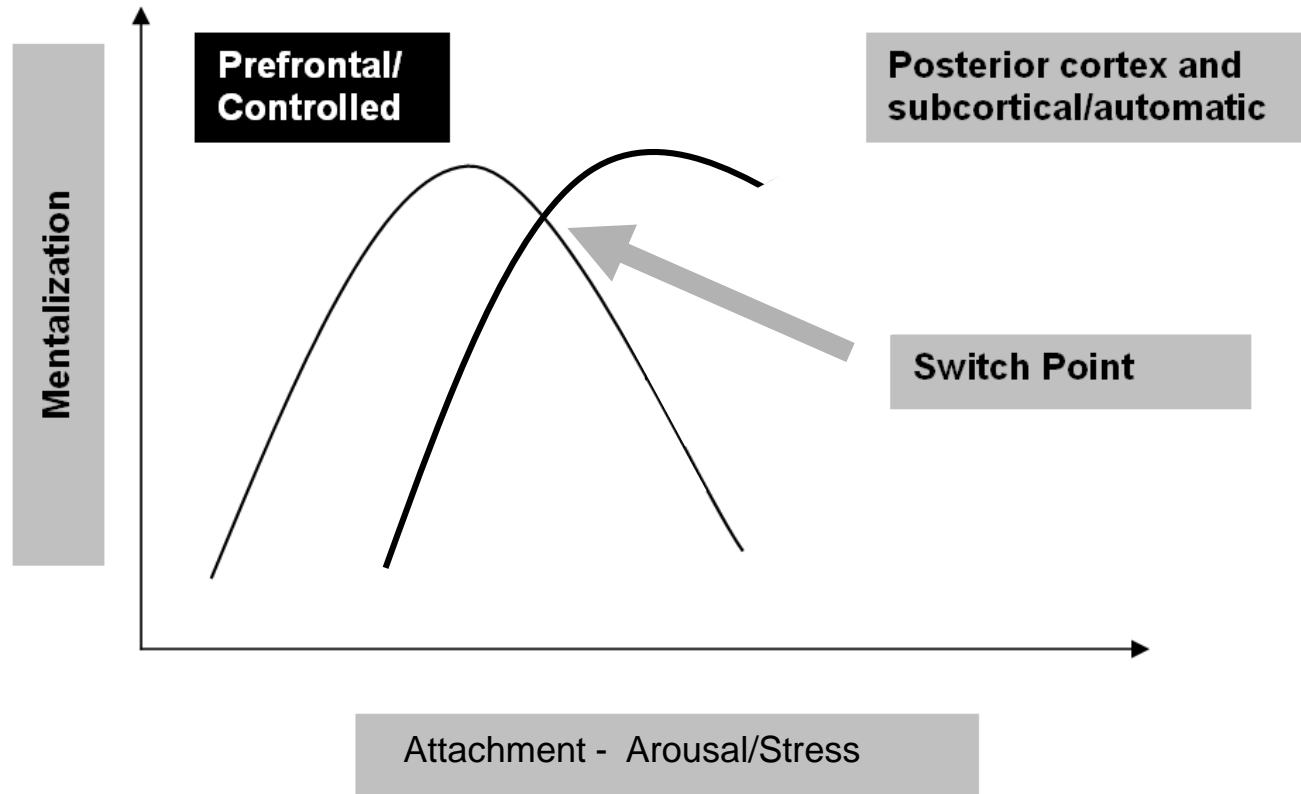 Prefrontal/
Controlled
Posterior cortex and
subcortical/automatic
Mentalization
Switch Point
Attachment - Arousal/Stress